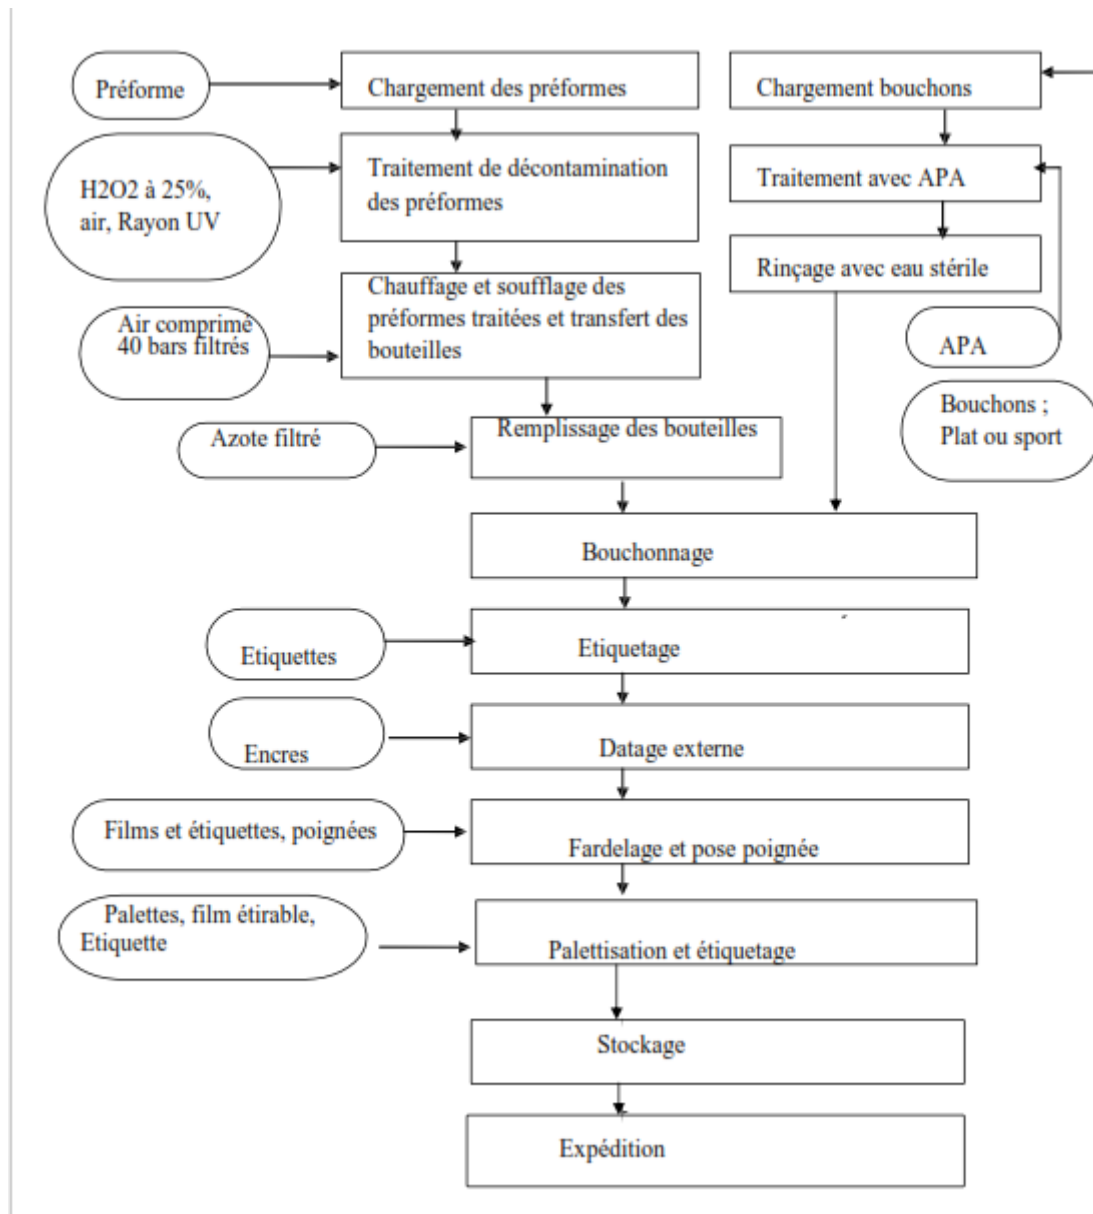 Préforme
Chargement des préformes
Chargement bouchons
H2O2 à 25%,
air, Rayon UV
Traitement de décontamination
des préformes
Traitement avec APA
Rinçage avec eau stérile
Air comprimé
40 bars filtrés
Chauffage et soufflage des
préformes traitées et transfert des
bouteilles
APA
Bouchons ;
Plat ou sport
Azote filtré
Remplissage des bouteilles
Bouchonnage
Etiquettes
Etiquetage
Encres
Datage externe
Films et étiquettes, poignées
Fardelage et pose poignée
Palettes, film étirable,
Etiquette
Palettisation et étiquetage
Stockage
Expédition